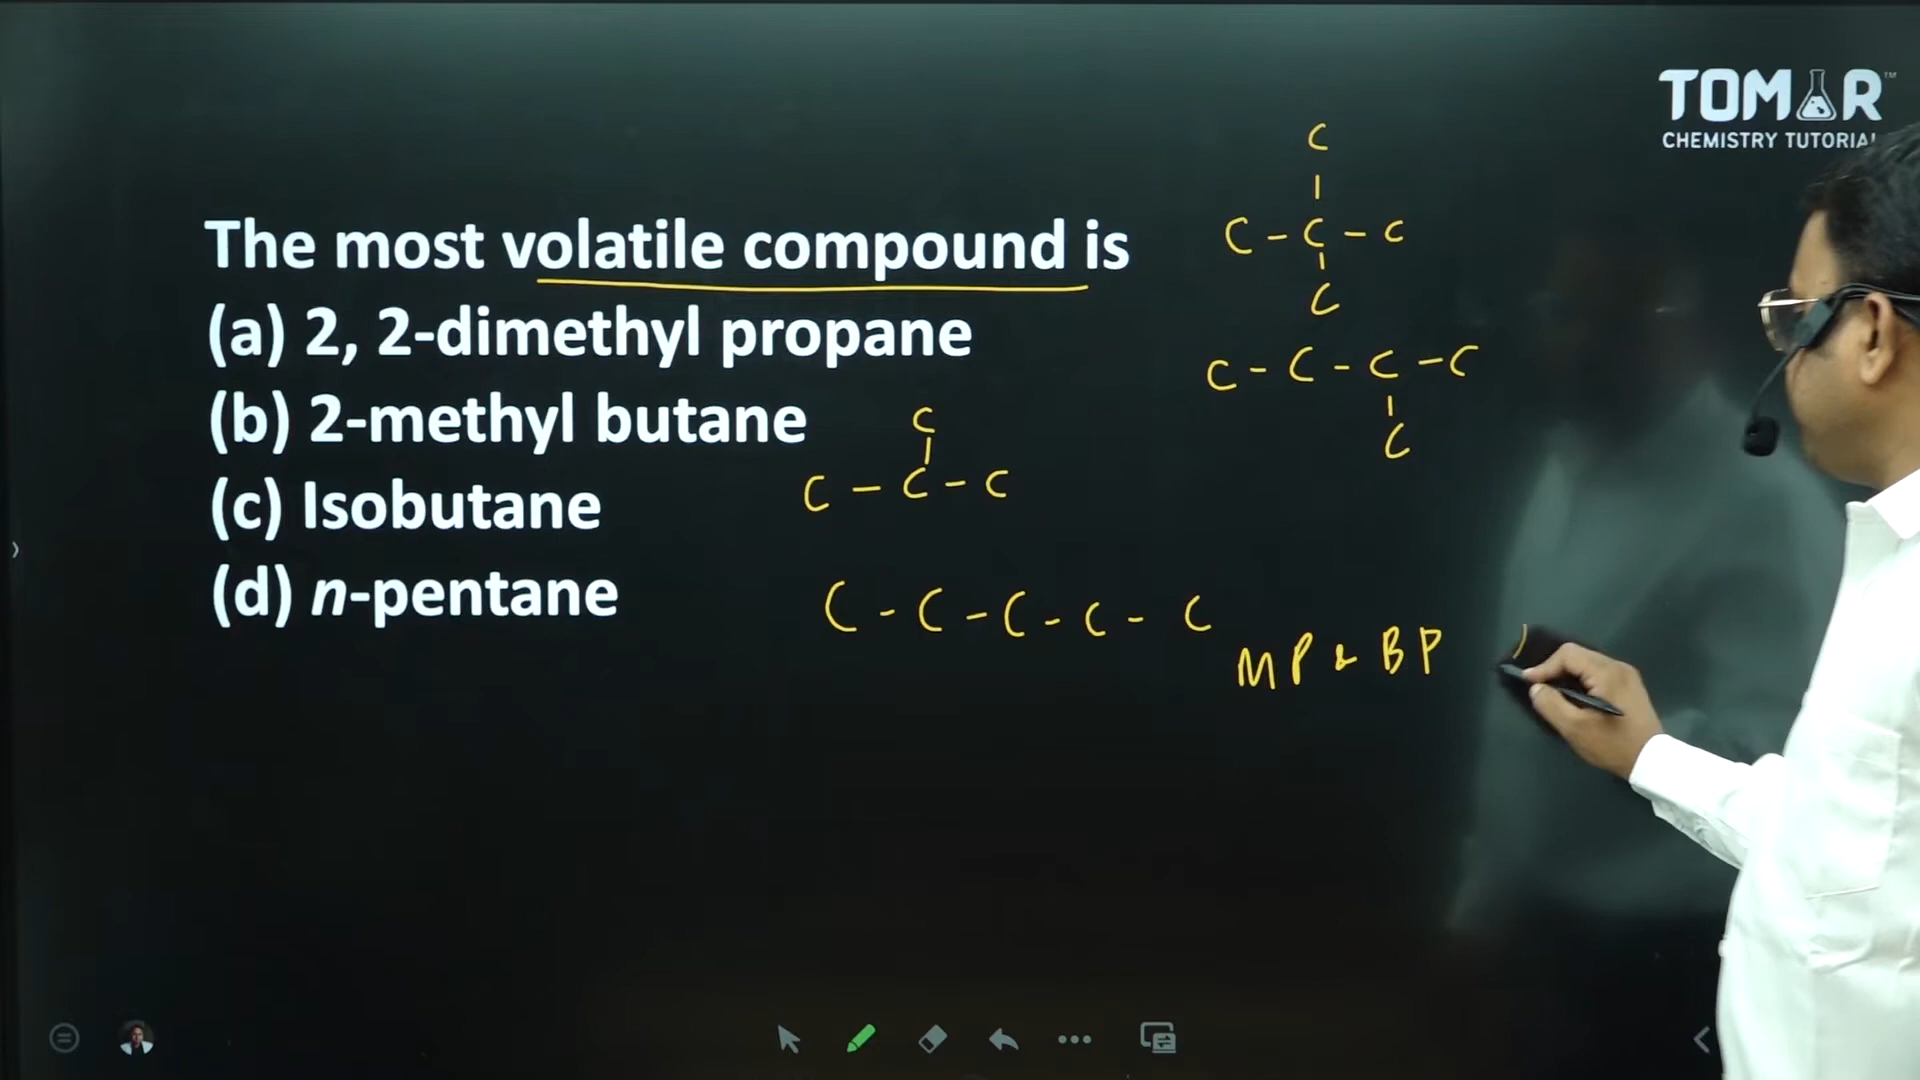 TOMAR™
CHEMISTRY TUTORIAL
The most volatile compound is
(a) 2, 2-dimethyl propane
(b) 2-methyl butane
(c) Isobutane
(d) n-pentane
C
C - C - C
C
C - C - C - C
C
C
C - C - C
C - C - C - C - C
MP & BP